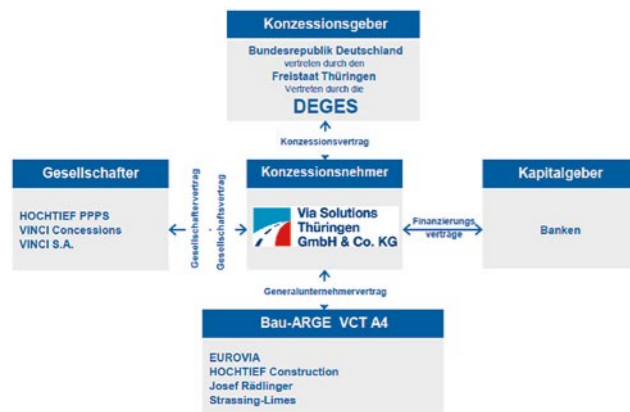 Konzessionsgeber
Bundesrepublik Deutschland
vertreten durch den
Freistaat Thüringen
Vertreten durch die
DEGES
Konzessionsvertrag
Gesellschafter
HOCHTIEF PPPS
VINCI Concessions
VINCI S.A.
Gesellschaftervertrag
-
Gesellschaftsvertrag
Konzessionsnehmer
Via Solutions
Thüringen
GmbH & Co. KG
Finanzierungs
verträge
Kapitalgeber
Banken
Generalunternehmervertrag
Bau-ARGE VCT A4
EUROVIA
HOCHTIEF Construction
Josef Rädlinger
Strassing-Limes